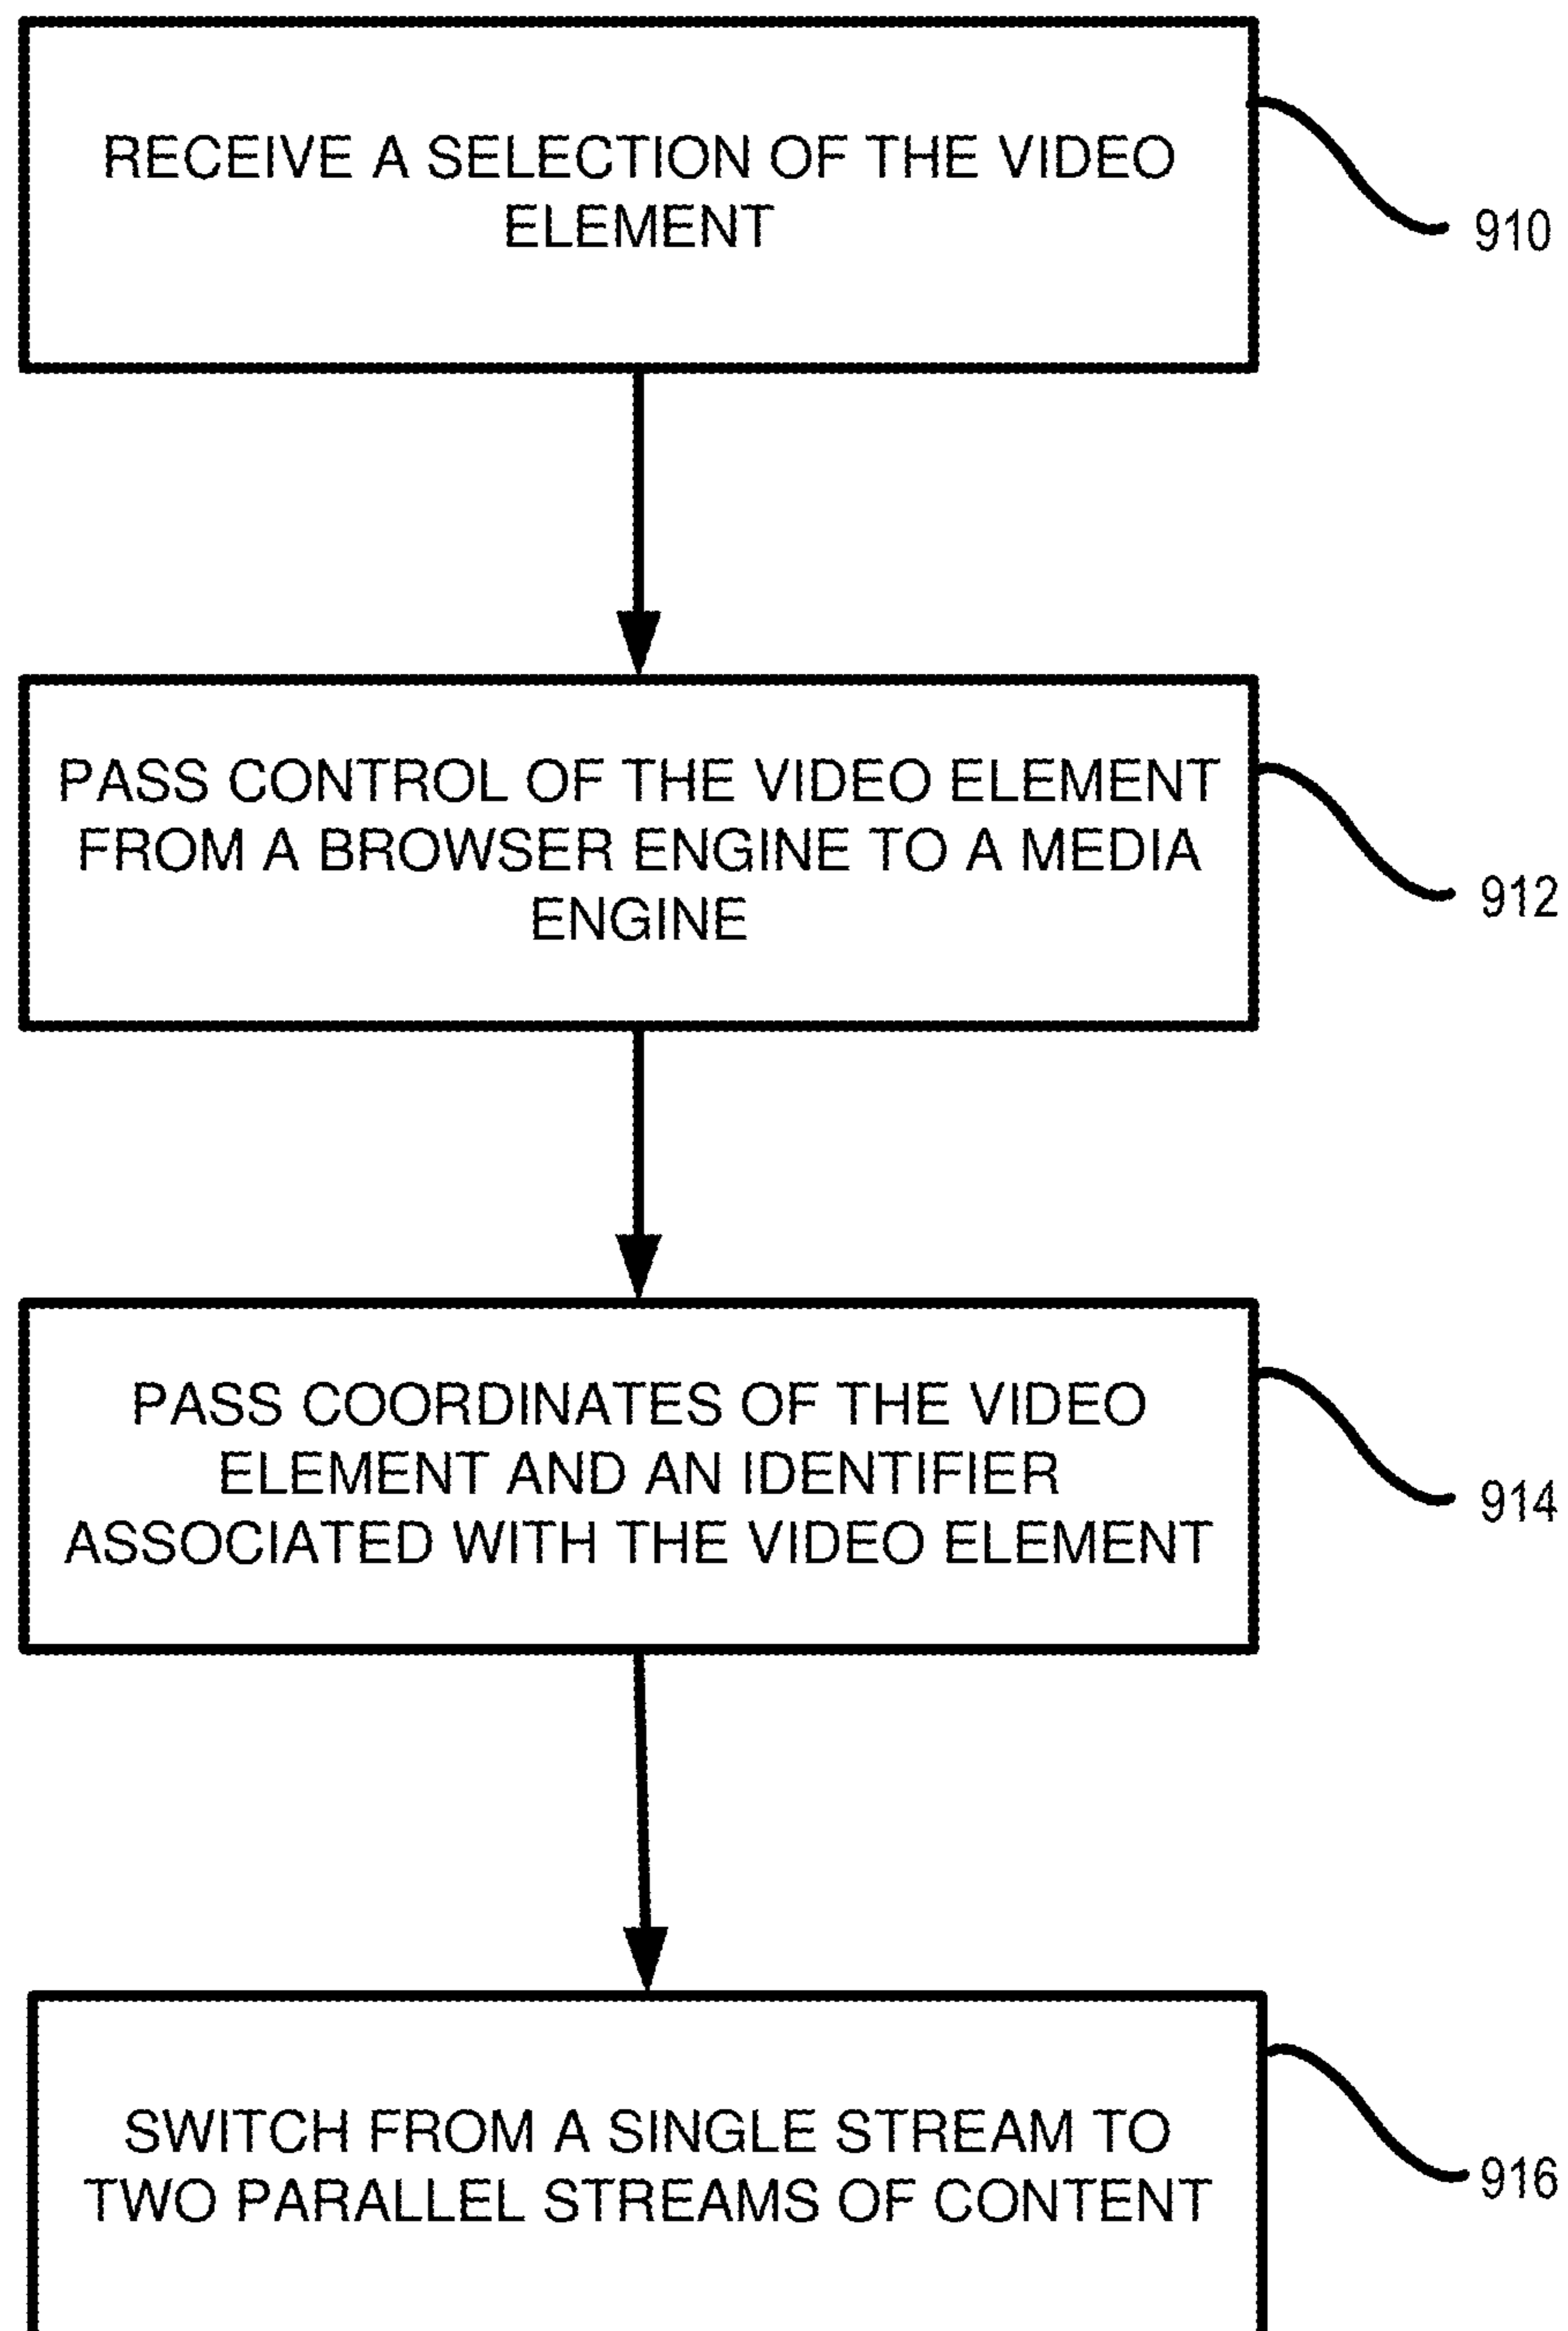 RECEIVE A SELECTION OF THE VIDEO
ELEMENT
910
PASS CONTROL OF THE VIDEO ELEMENT
FROM A BROWSER ENGINE TO A MEDIA
ENGINE
912
PASS COORDINATES OF THE VIDEO
ELEMENT AND AN IDENTIFIER
ASSOCIATED WITH THE VIDEO ELEMENT
914
SWITCH FROM A SINGLE STREAM TO
TWO PARALLEL STREAMS OF CONTENT
916